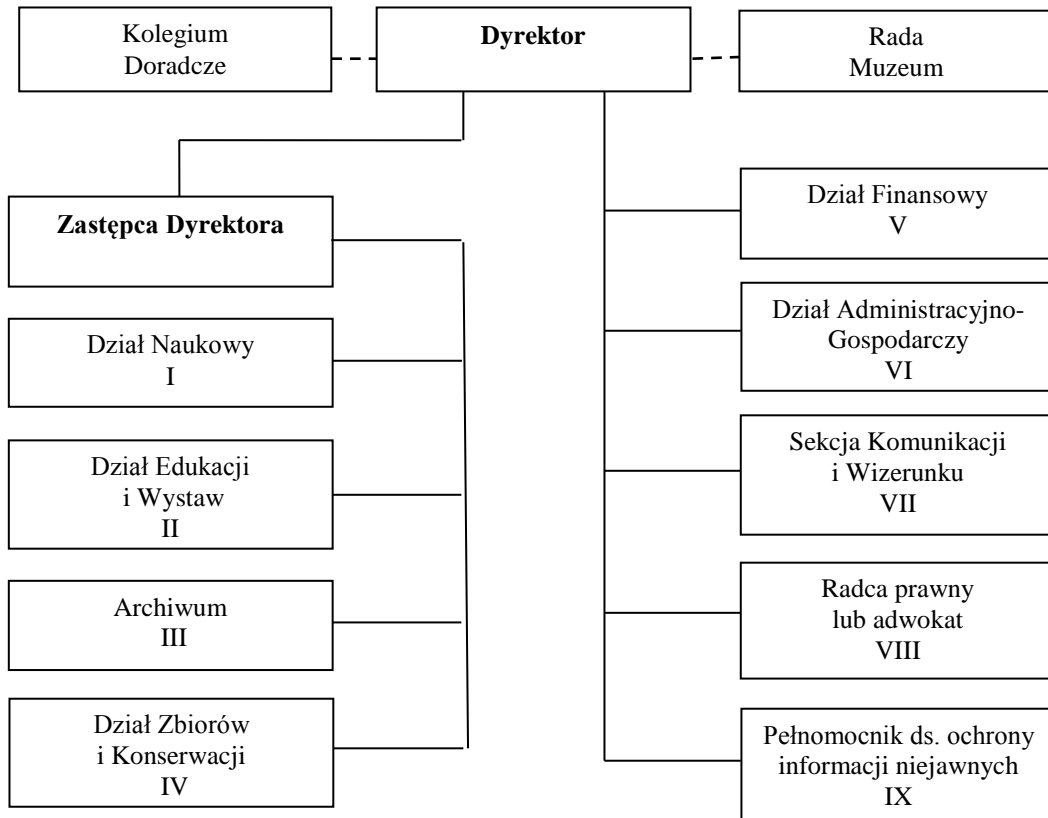 Kolegium
Doradcze
Dyrektor
Rada
Muzeum
Zastępca Dyrektora
Dział Naukowy
I
Dział Edukacji
i Wystaw
II
Archiwum
III
Dział Zbiorów
i Konserwacji
IV
Dział Finansowy
V
Dział Administracyjno-
Gospodarczy
VI
Sekcja Komunikacji
i Wizerunku
VII
Radca prawny
lub adwokat
VIII
Pełnomocnik ds. ochrony
informacji niejawnych
IX